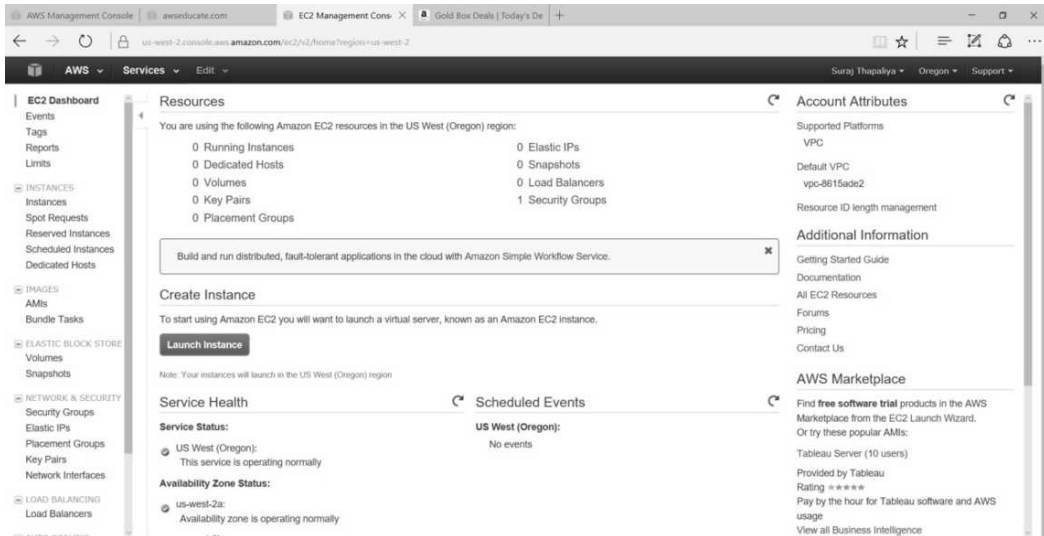 AWS Management Console
awseducate.com
EC2 Management Cons
Gold Box Deals | Today's De
us-west-2.console.aws.amazon.com/ec2/v2/home?region=us-west-2
AWS
Services
Edit
Suraj Thapaliya
Oregon
Support
EC2 Dashboard
Events
Tags
Reports
Limits
INSTANCES
Instances
Spot Requests
Reserved Instances
Scheduled Instances
Dedicated Hosts
IMAGES
AMIs
Bundle Tasks
ELASTIC BLOCK STORE
Volumes
Snapshots
NETWORK & SECURITY
Security Groups
Elastic IPs
Placement Groups
Key Pairs
Network Interfaces
LOAD BALANCING
Load Balancers
Resources
You are using the following Amazon EC2 resources in the US West (Oregon) region:
0 Running Instances
0 Dedicated Hosts
0 Volumes
0 Key Pairs
0 Placement Groups
0 Elastic IPs
0 Snapshots
0 Load Balancers
1 Security Groups
Build and run distributed, fault-tolerant applications in the cloud with Amazon Simple Workflow Service.
Create Instance
To start using Amazon EC2 you will want to launch a virtual server, known as an Amazon EC2 instance.
Launch Instance
Note: Your instances will launch in the US West (Oregon) region
Service Health
Service Status:
US West (Oregon):
This service is operating normally
Availability Zone Status:
us-west-2a:
Availability zone is operating normally
Scheduled Events
US West (Oregon):
No events
Account Attributes
Supported Platforms
VPC
Default VPC
vpc-8615ade2
Resource ID length management
Additional Information
Getting Started Guide
Documentation
All EC2 Resources
Forums
Pricing
Contact Us
AWS Marketplace
Find free software trial products in the AWS
Marketplace from the EC2 Launch Wizard.
Or try these popular AMIs:
Tableau Server (10 users)
Provided by Tableau
Rating
Pay by the hour for Tableau software and AWS
usage
View all Business Intelligence